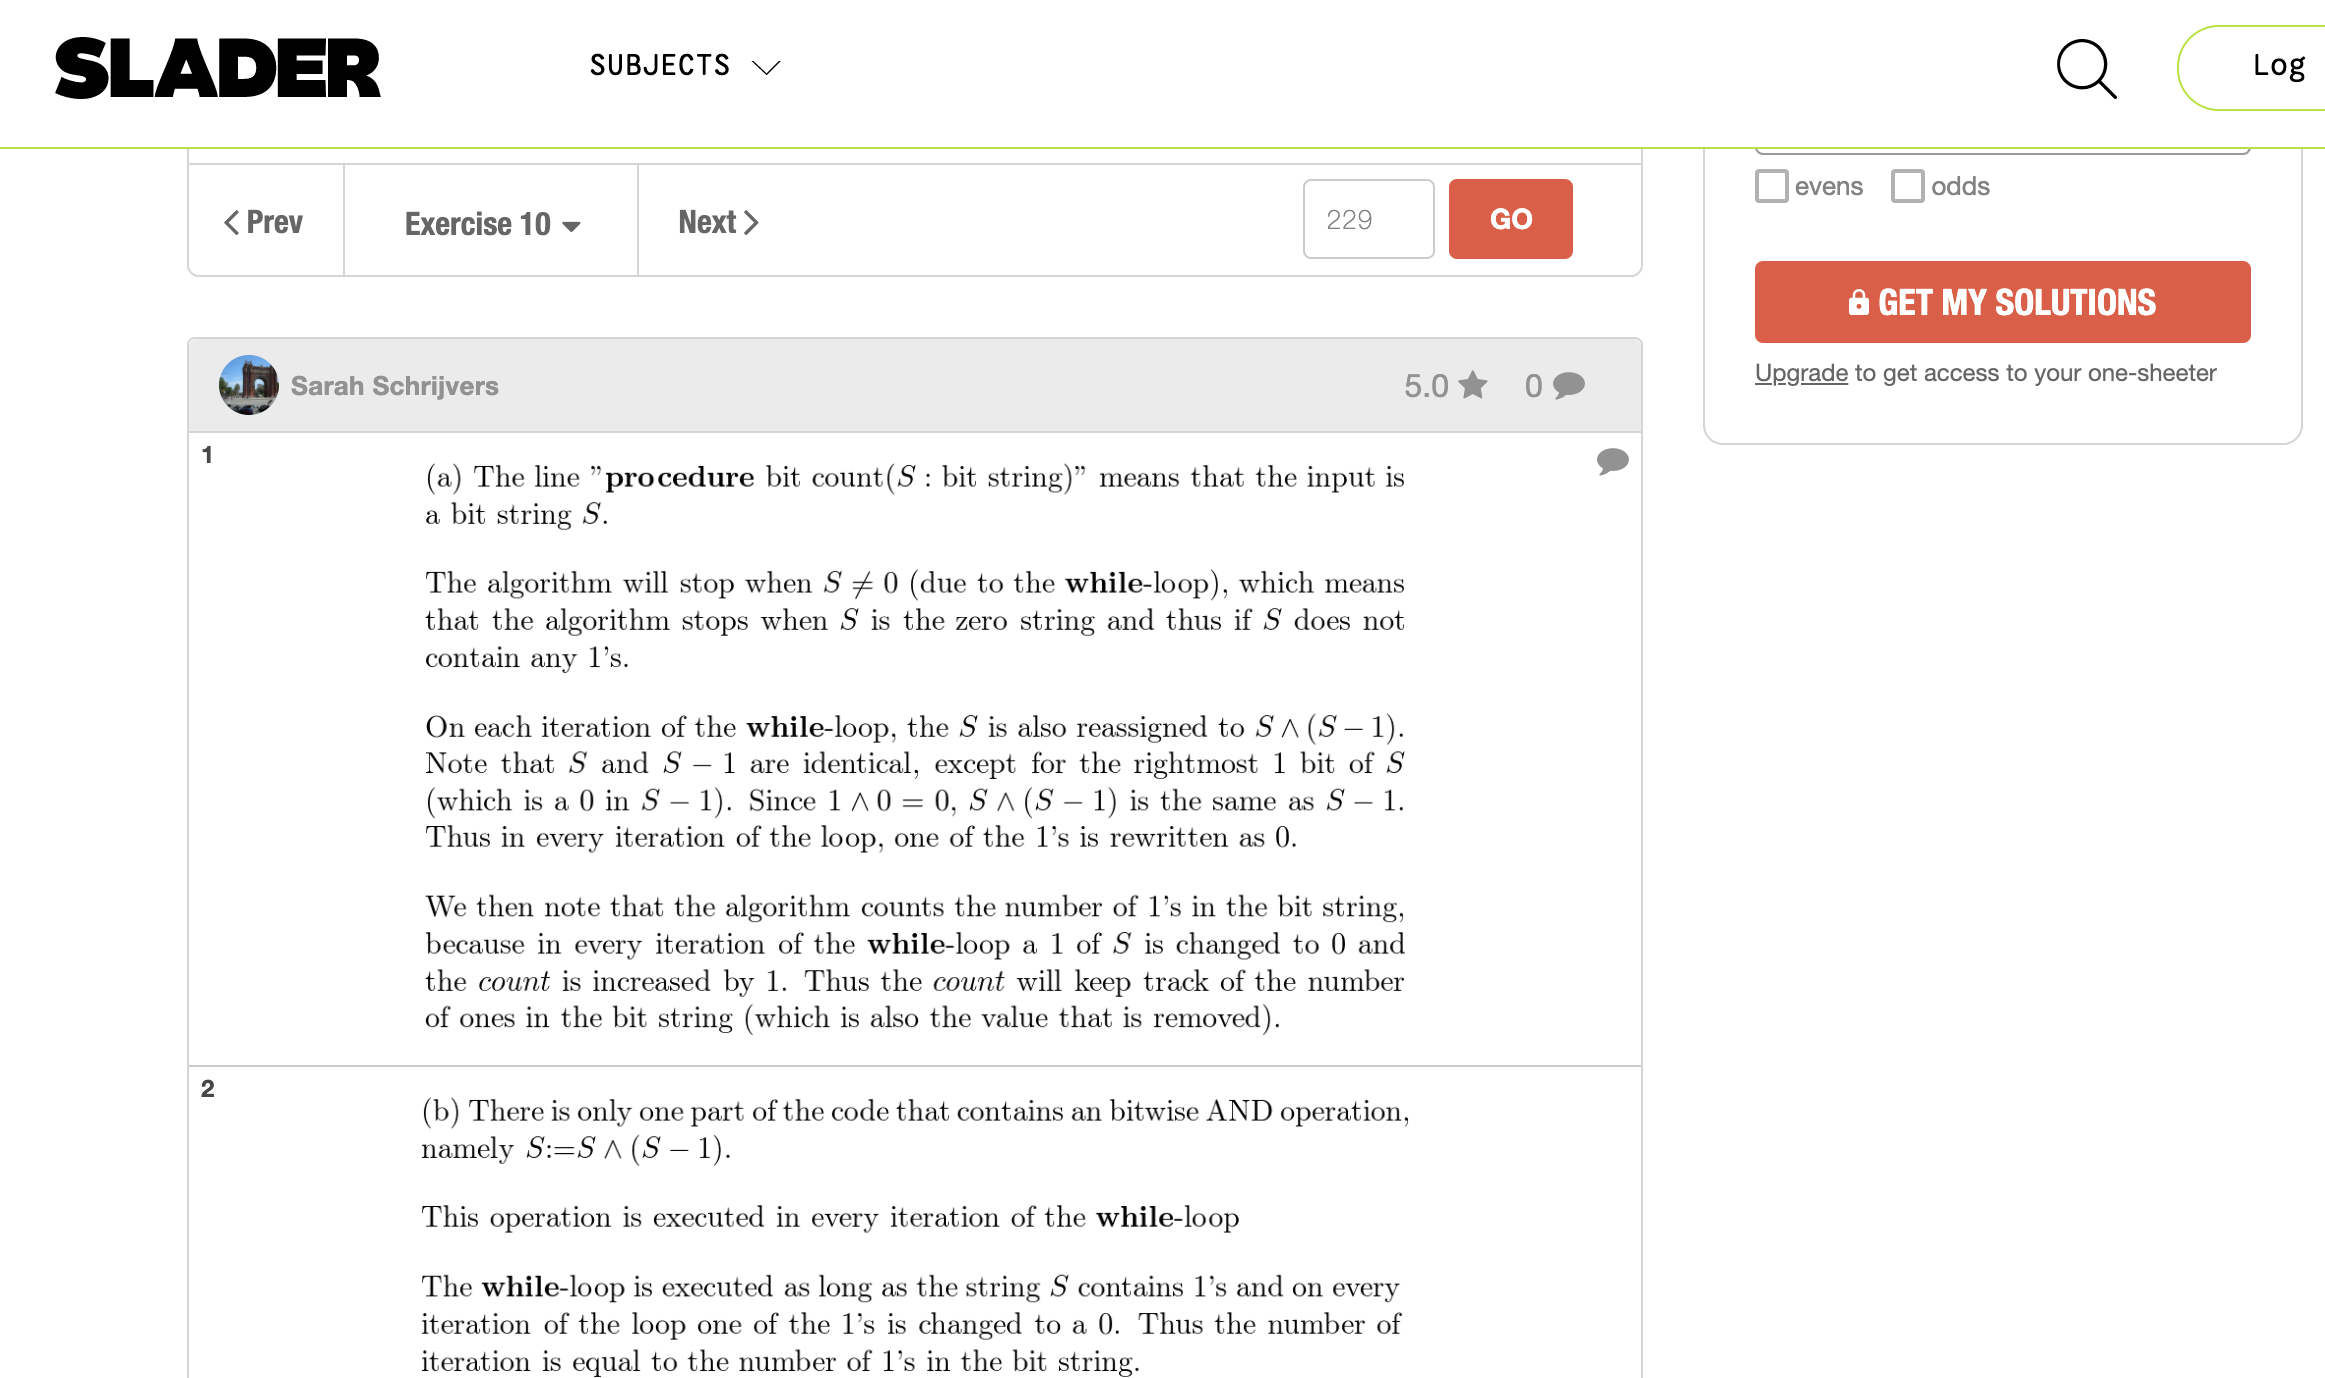 SLADER
SUBJECTS
Log
Prev
Exercise 10
Next
229
GO
evens
odds
GET MY SOLUTIONS
Upgrade to get access to your one-sheeter
Sarah Schrijvers
5.0
0
1
(a) The line ”procedure bit count(S : bit string)” means that the input is
a bit string S.
The algorithm will stop when S ≠ 0 (due to the while-loop), which means
that the algorithm stops when S is the zero string and thus if S does not
contain any 1’s.
On each iteration of the while-loop, the S is also reassigned to S ∧ (S − 1).
Note that S and S − 1 are identical, except for the rightmost 1 bit of S
(which is a 0 in S − 1). Since 1 ∧ 0 = 0, S ∧ (S − 1) is the same as S − 1.
Thus in every iteration of the loop, one of the 1’s is rewritten as 0.
We then note that the algorithm counts the number of 1’s in the bit string,
because in every iteration of the while-loop a 1 of S is changed to 0 and
the count is increased by 1. Thus the count will keep track of the number
of ones in the bit string (which is also the value that is removed).
2
(b) There is only one part of the code that contains an bitwise AND operation,
namely S:=S ∧ (S − 1).
This operation is executed in every iteration of the while-loop
The while-loop is executed as long as the string S contains 1’s and on every
iteration of the loop one of the 1’s is changed to a 0. Thus the number of
iteration is equal to the number of 1’s in the bit string.